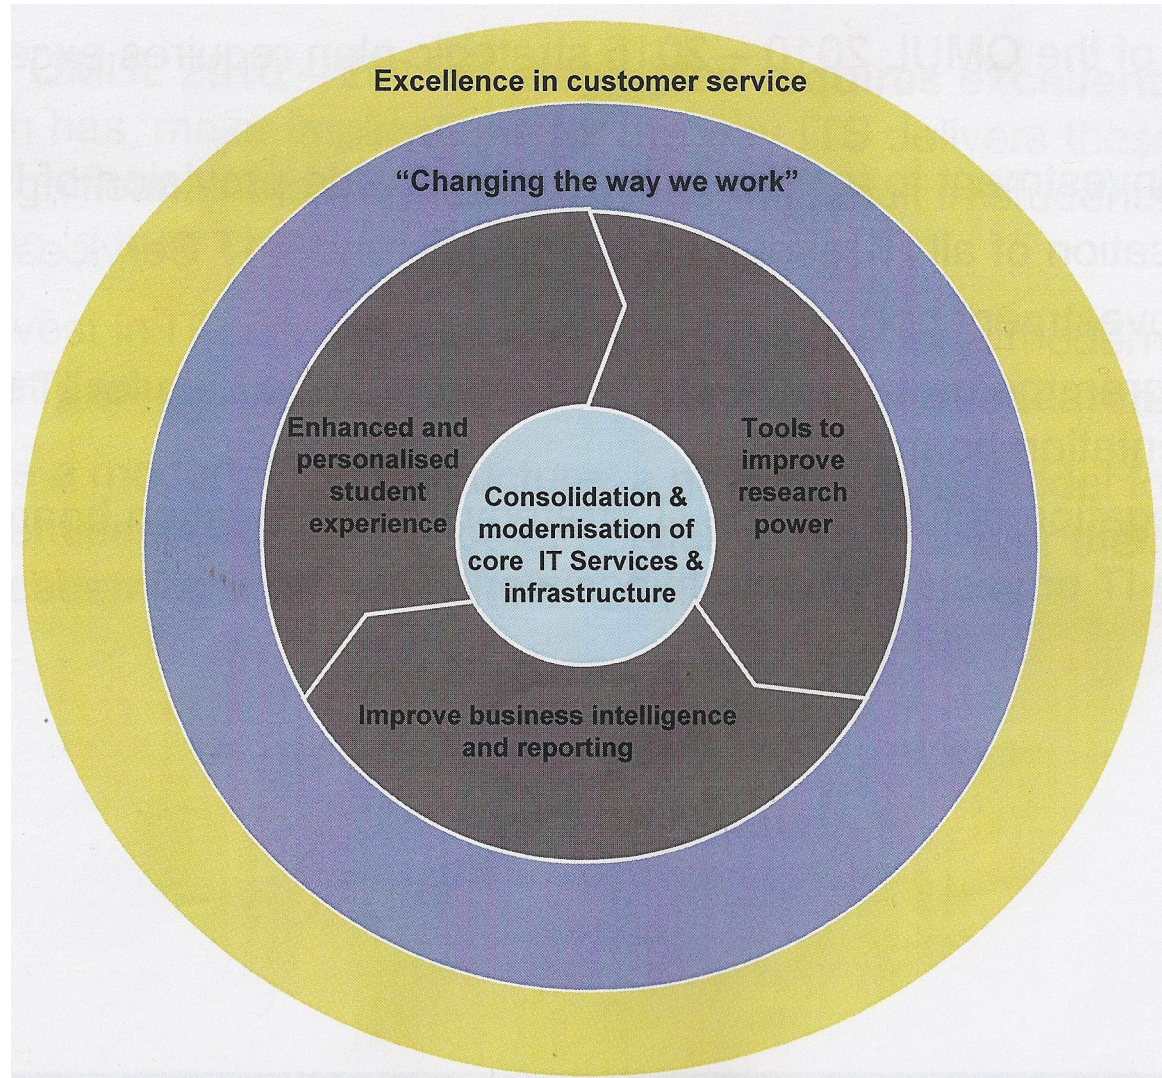 Excellence in customer service
“Changing the way we work”
Enhanced and
personalised
student
experience
Tools to
improve
research
power
Consolidation &
modernisation of
core IT Services &
infrastructure
Improve business intelligence
and reporting